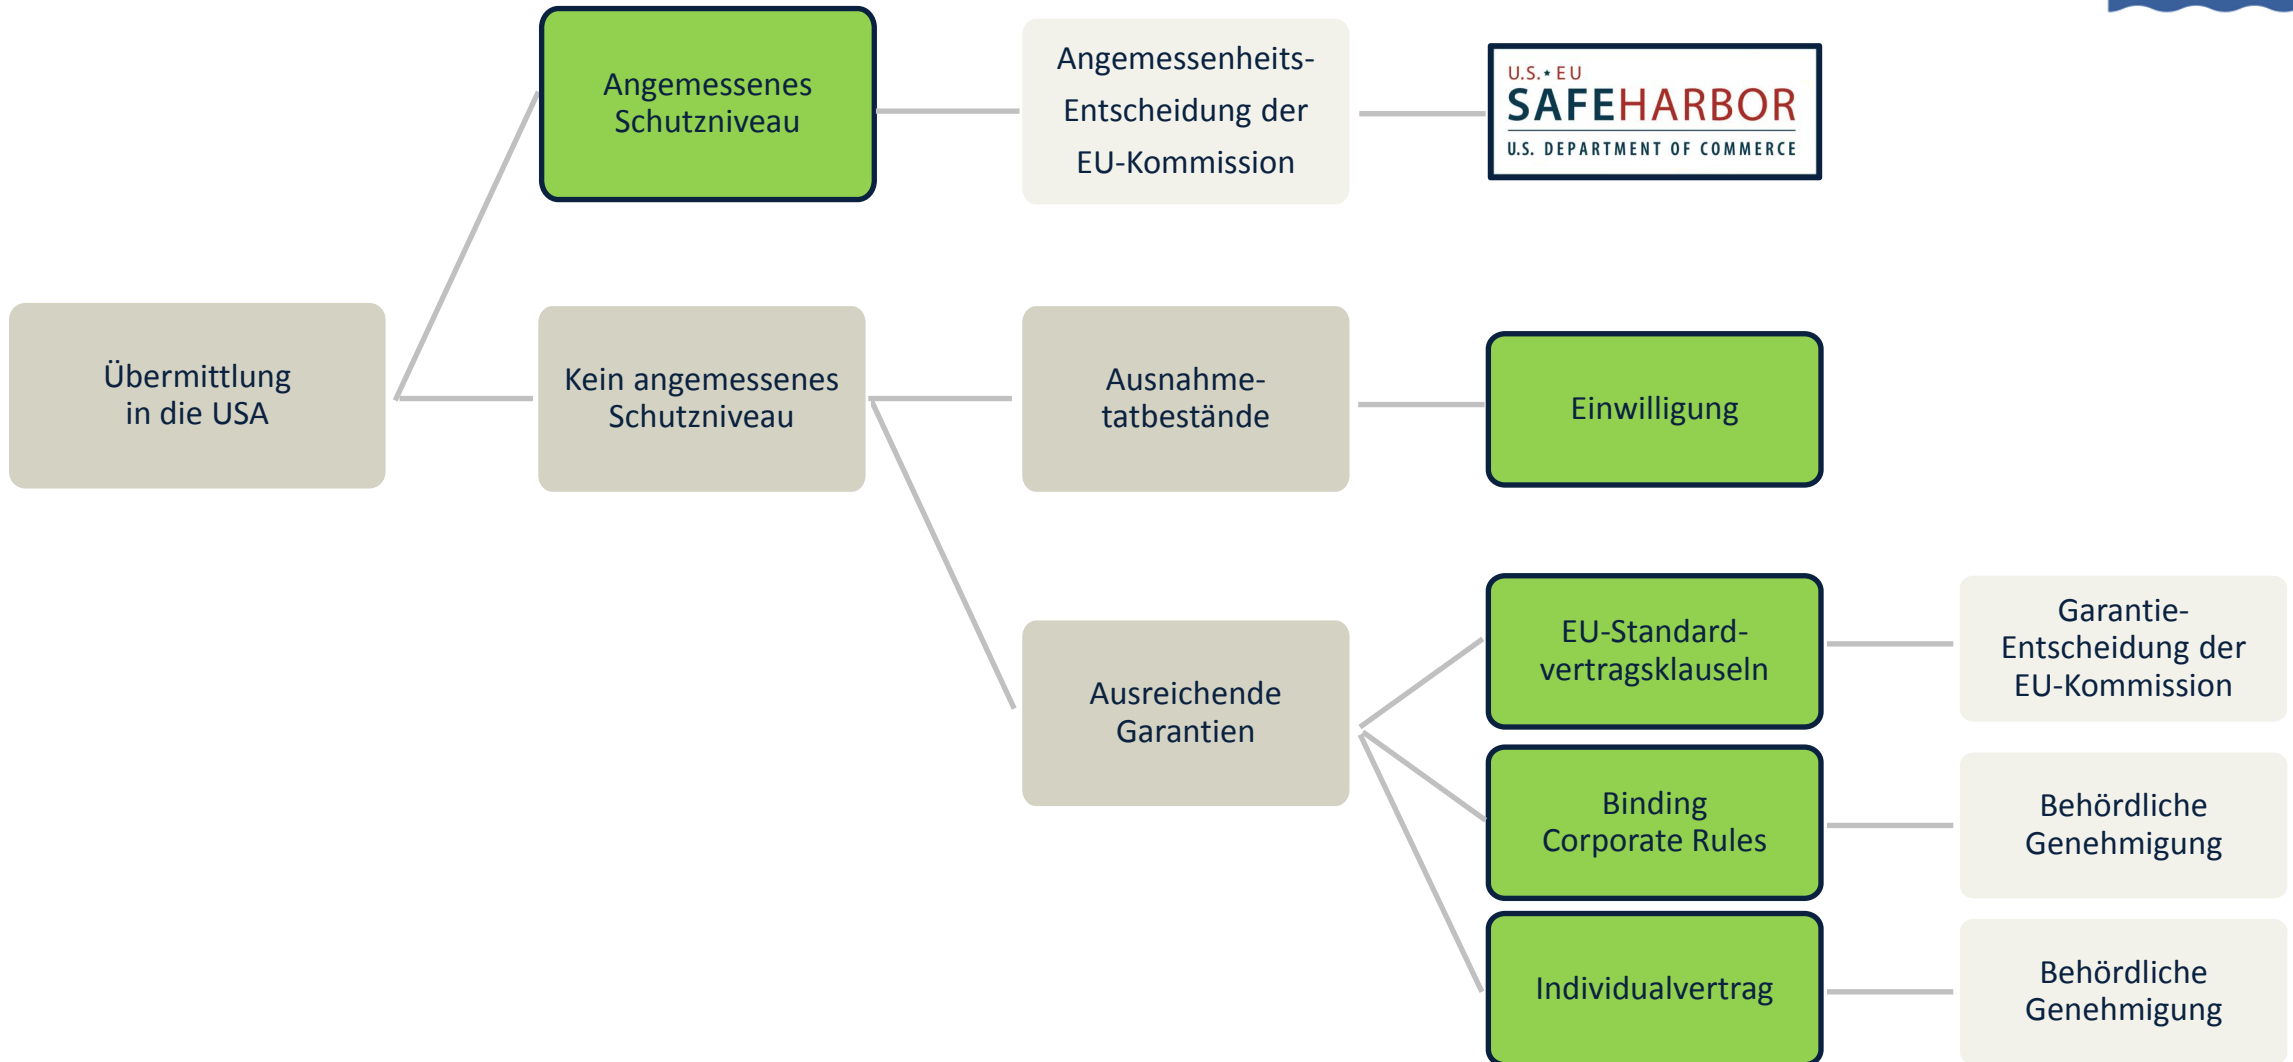 Angemessenes
Schutzniveau
Angemessenheits-
Entscheidung der
EU-Kommission
U.S.★EU
SAFEHARBOR
U.S. DEPARTMENT OF COMMERCE
Übermittlung
in die USA
Kein angemessenes
Schutzniveau
Ausnahme-
tatbestände
Einwilligung
Ausreichende
Garantien
EU-Standard-
vertragsklauseln
Garantie-
Entscheidung der
EU-Kommission
Binding
Corporate Rules
Behördliche
Genehmigung
Individualvertrag
Behördliche
Genehmigung